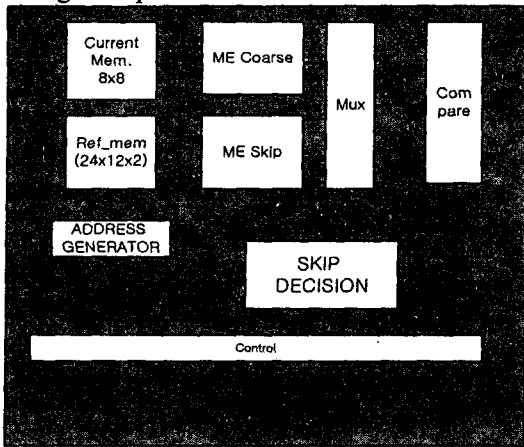 Current
Mem.
8x8
ME Coarse
Mux
Com
pare
Ref_mem
(24x12x2)
ME Skip
ADDRESS
GENERATOR
SKIP
DECISION
Control